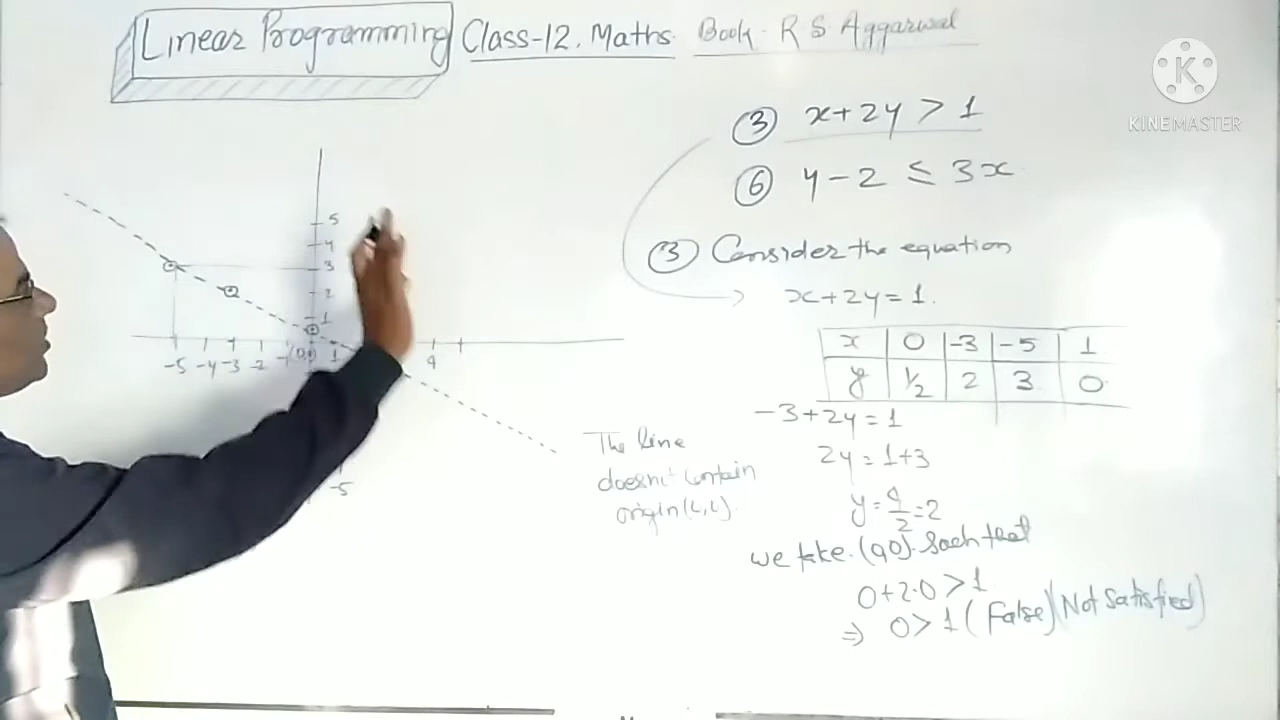 Linear Programming Class-12. Maths. Book. R S Aggarwal
KINEMASTER
③ x+2y > 1
⑥ y-2 ≤ 3x
③ Consider the equation
x+2y=1.
x 0 -3 -5 1
y 1/2 2 3 0
-3+2y=1
2y=1+3
y=4/2=2
we take (0,0). Such that
0+2.0 > 1
⇒ 0 > 1 (False)(Not Satisfied)
The line
doesn't contain
origin
5
4
3
2
1
-5 -4 -3 -2 -1 (0,0) 1 4
-5